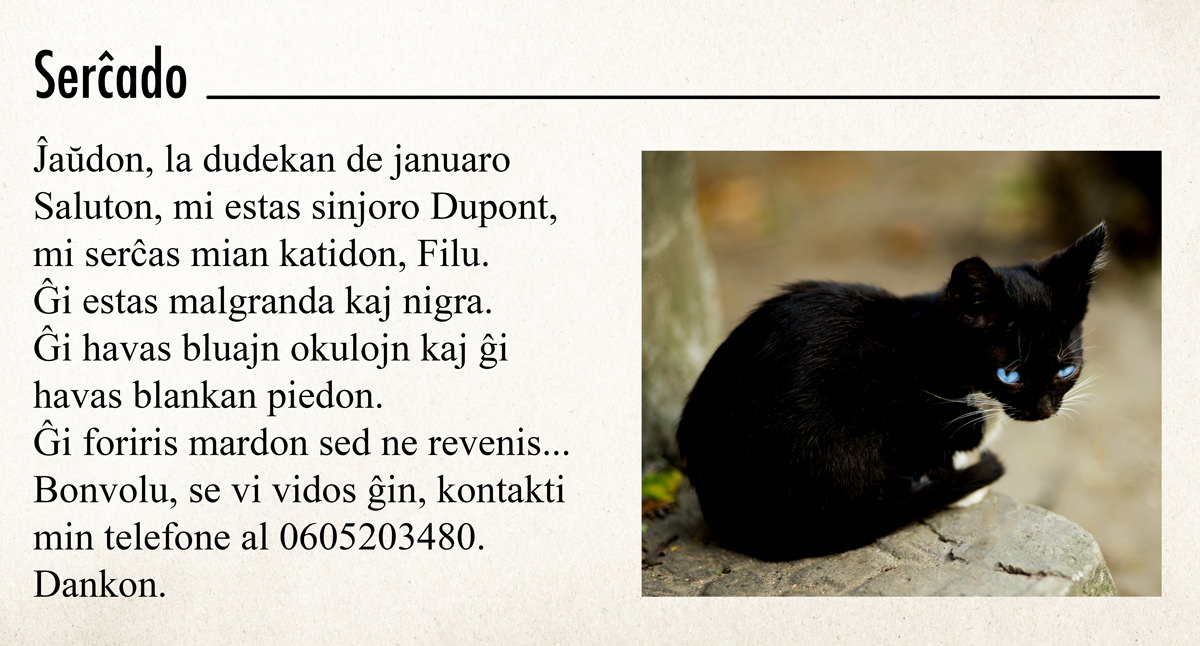 Serĉado
Ĵaŭdon, la dudekan de januaro
Saluton, mi estas sinjoro Dupont,
mi serĉas mian katidon, Filu.
Ĝi estas malgranda kaj nigra.
Ĝi havas bluajn okulojn kaj ĝi
havas blankan piedon.
Ĝi foriris mardon sed ne revenis...
Bonvolu, se vi vidos ĝin, kontakti
min telefone al 0605203480.
Dankon.